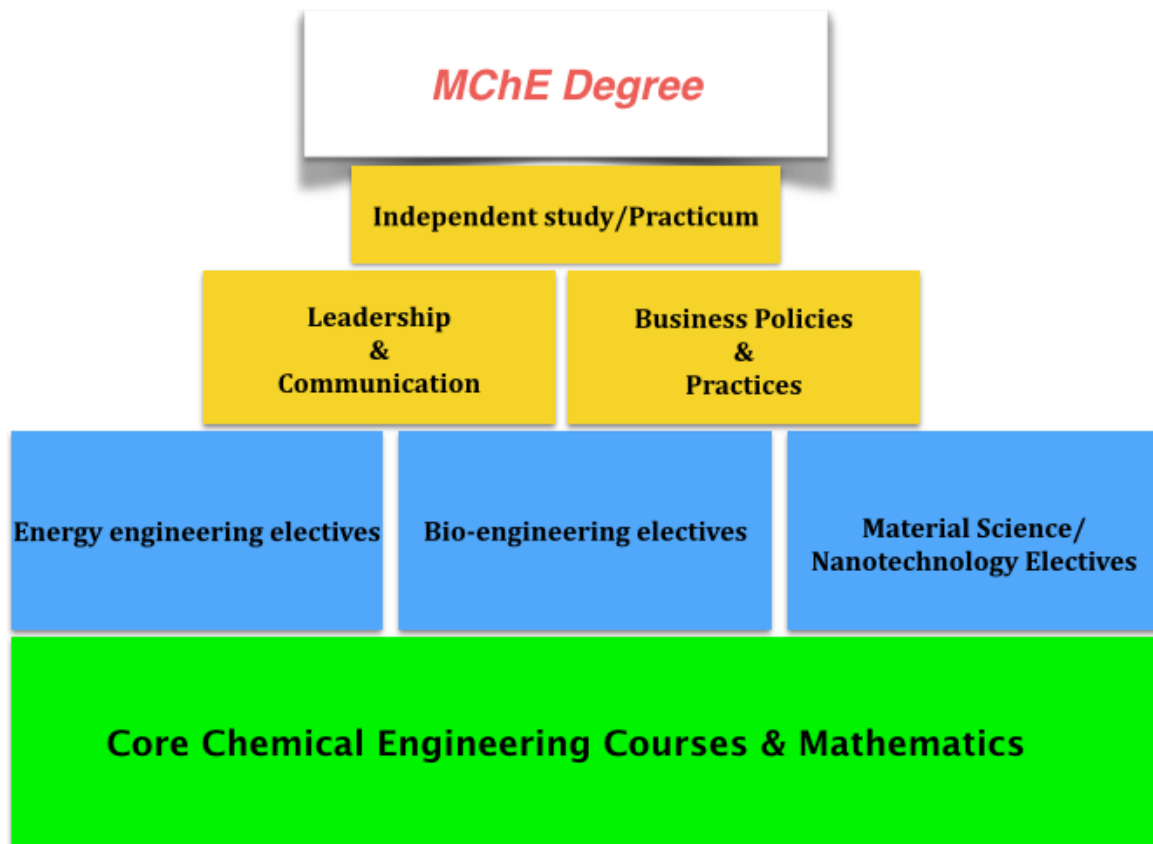 MChE Degree
Independent study/Practicum
Leadership
&
Communication
Business Policies
&
Practices
Energy engineering electives
Bio-engineering electives
Material Science/
Nanotechnology Electives
Core Chemical Engineering Courses & Mathematics